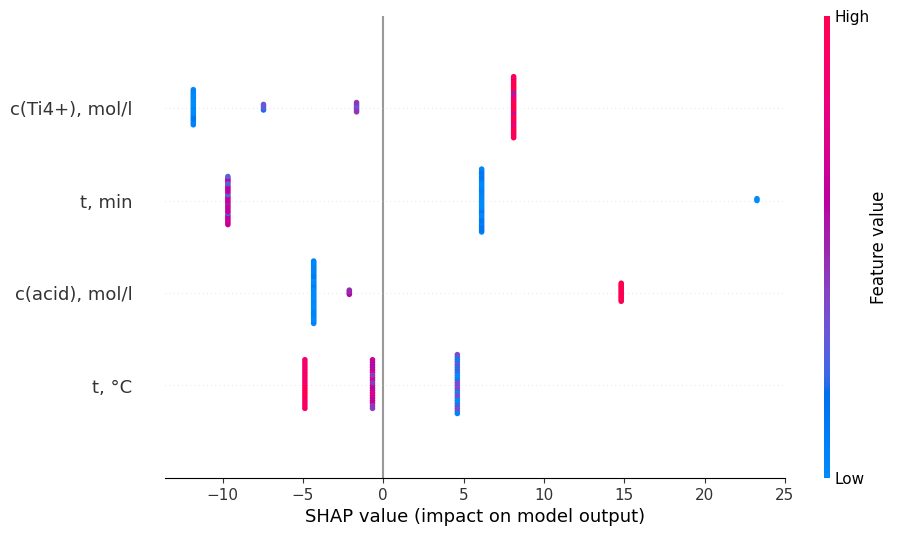 High
c(Ti4+), mol/l
t, min
c(acid), mol/l
t, °C
Feature value
Low
−10 −5 0 5 10 15 20 25
SHAP value (impact on model output)